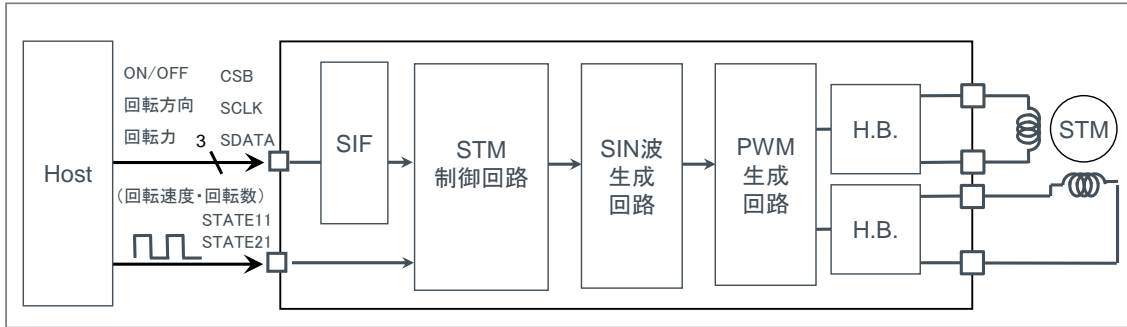 Host
ON/OFF
回転方向
回転力
CSB
SCLK
SDATA
3
(回転速度・回転数)
STATE11
STATE21
SIF
STM
制御回路
SIN波
生成
回路
PWM
生成
回路
H.B.
H.B.
STM